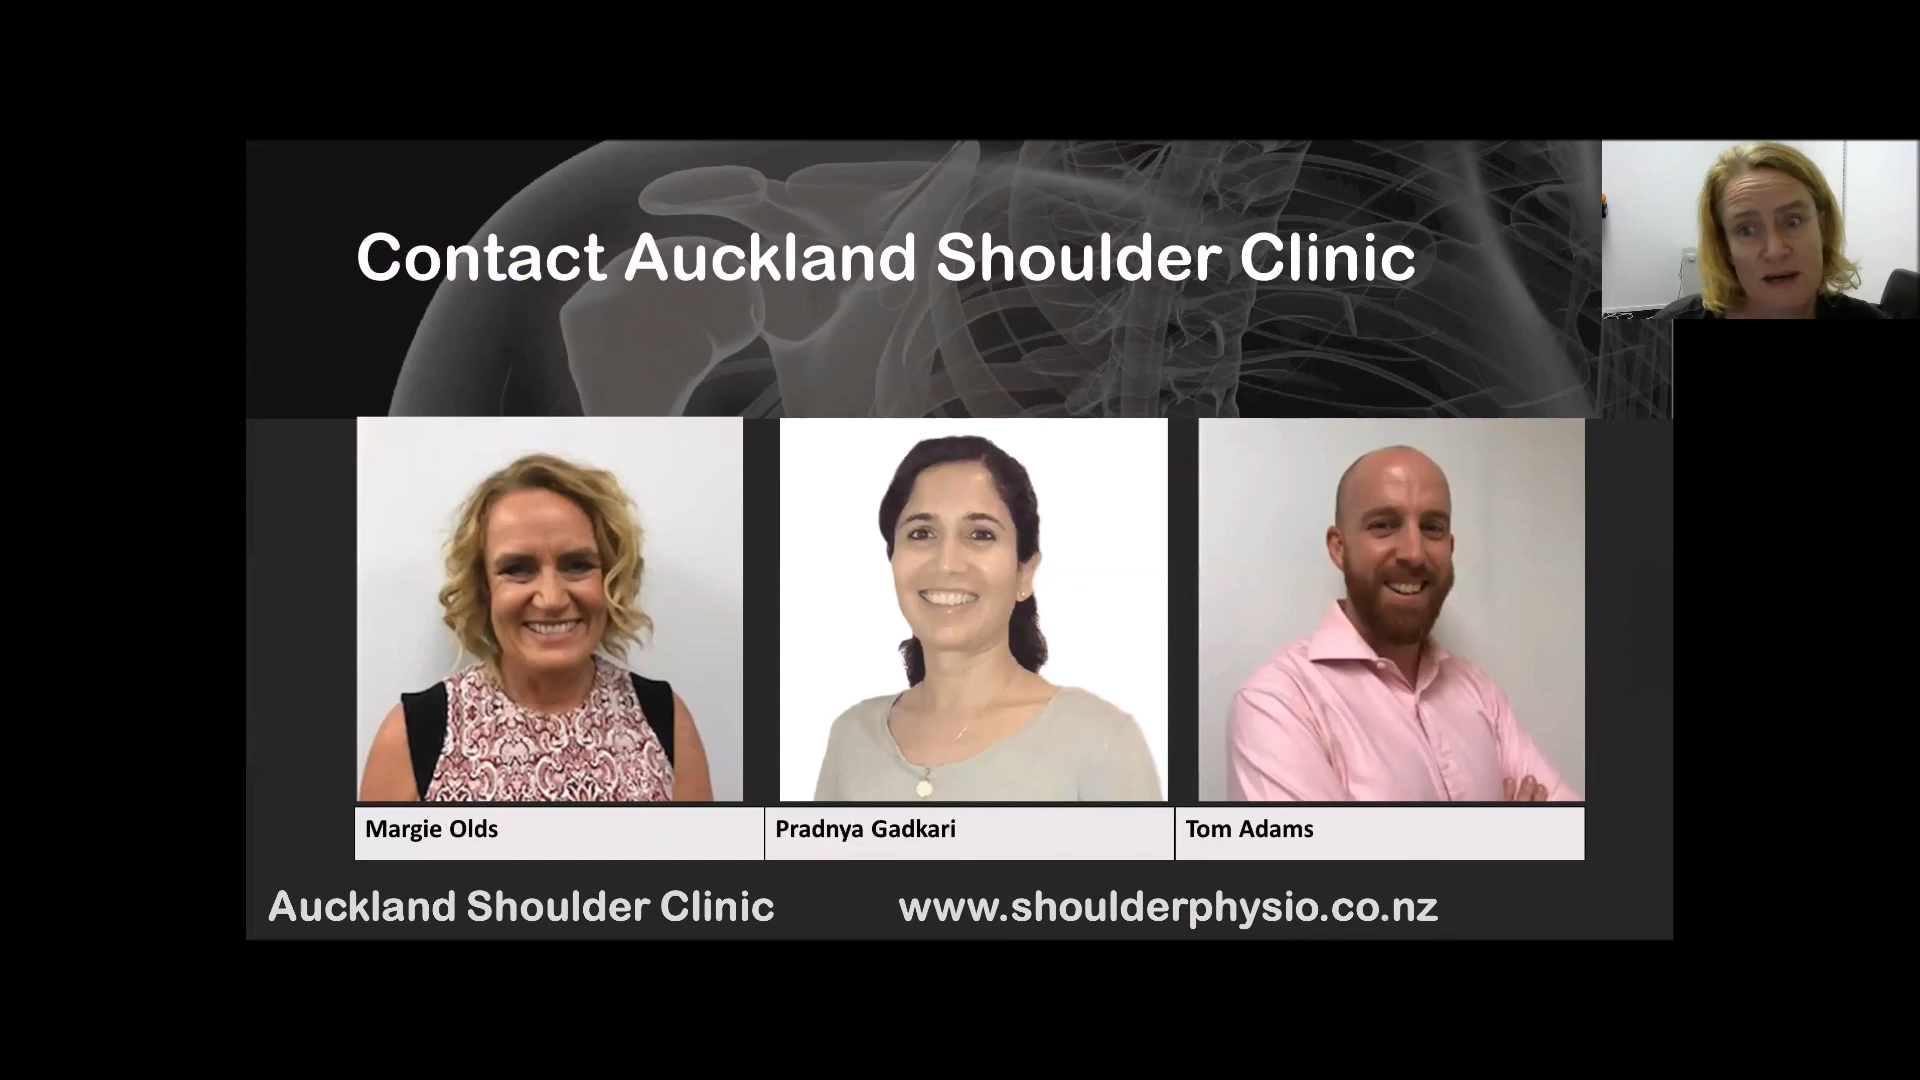 Contact Auckland Shoulder Clinic
Margie Olds
Pradnya Gadkari
Tom Adams
Auckland Shoulder Clinic
www.shoulderphysio.co.nz